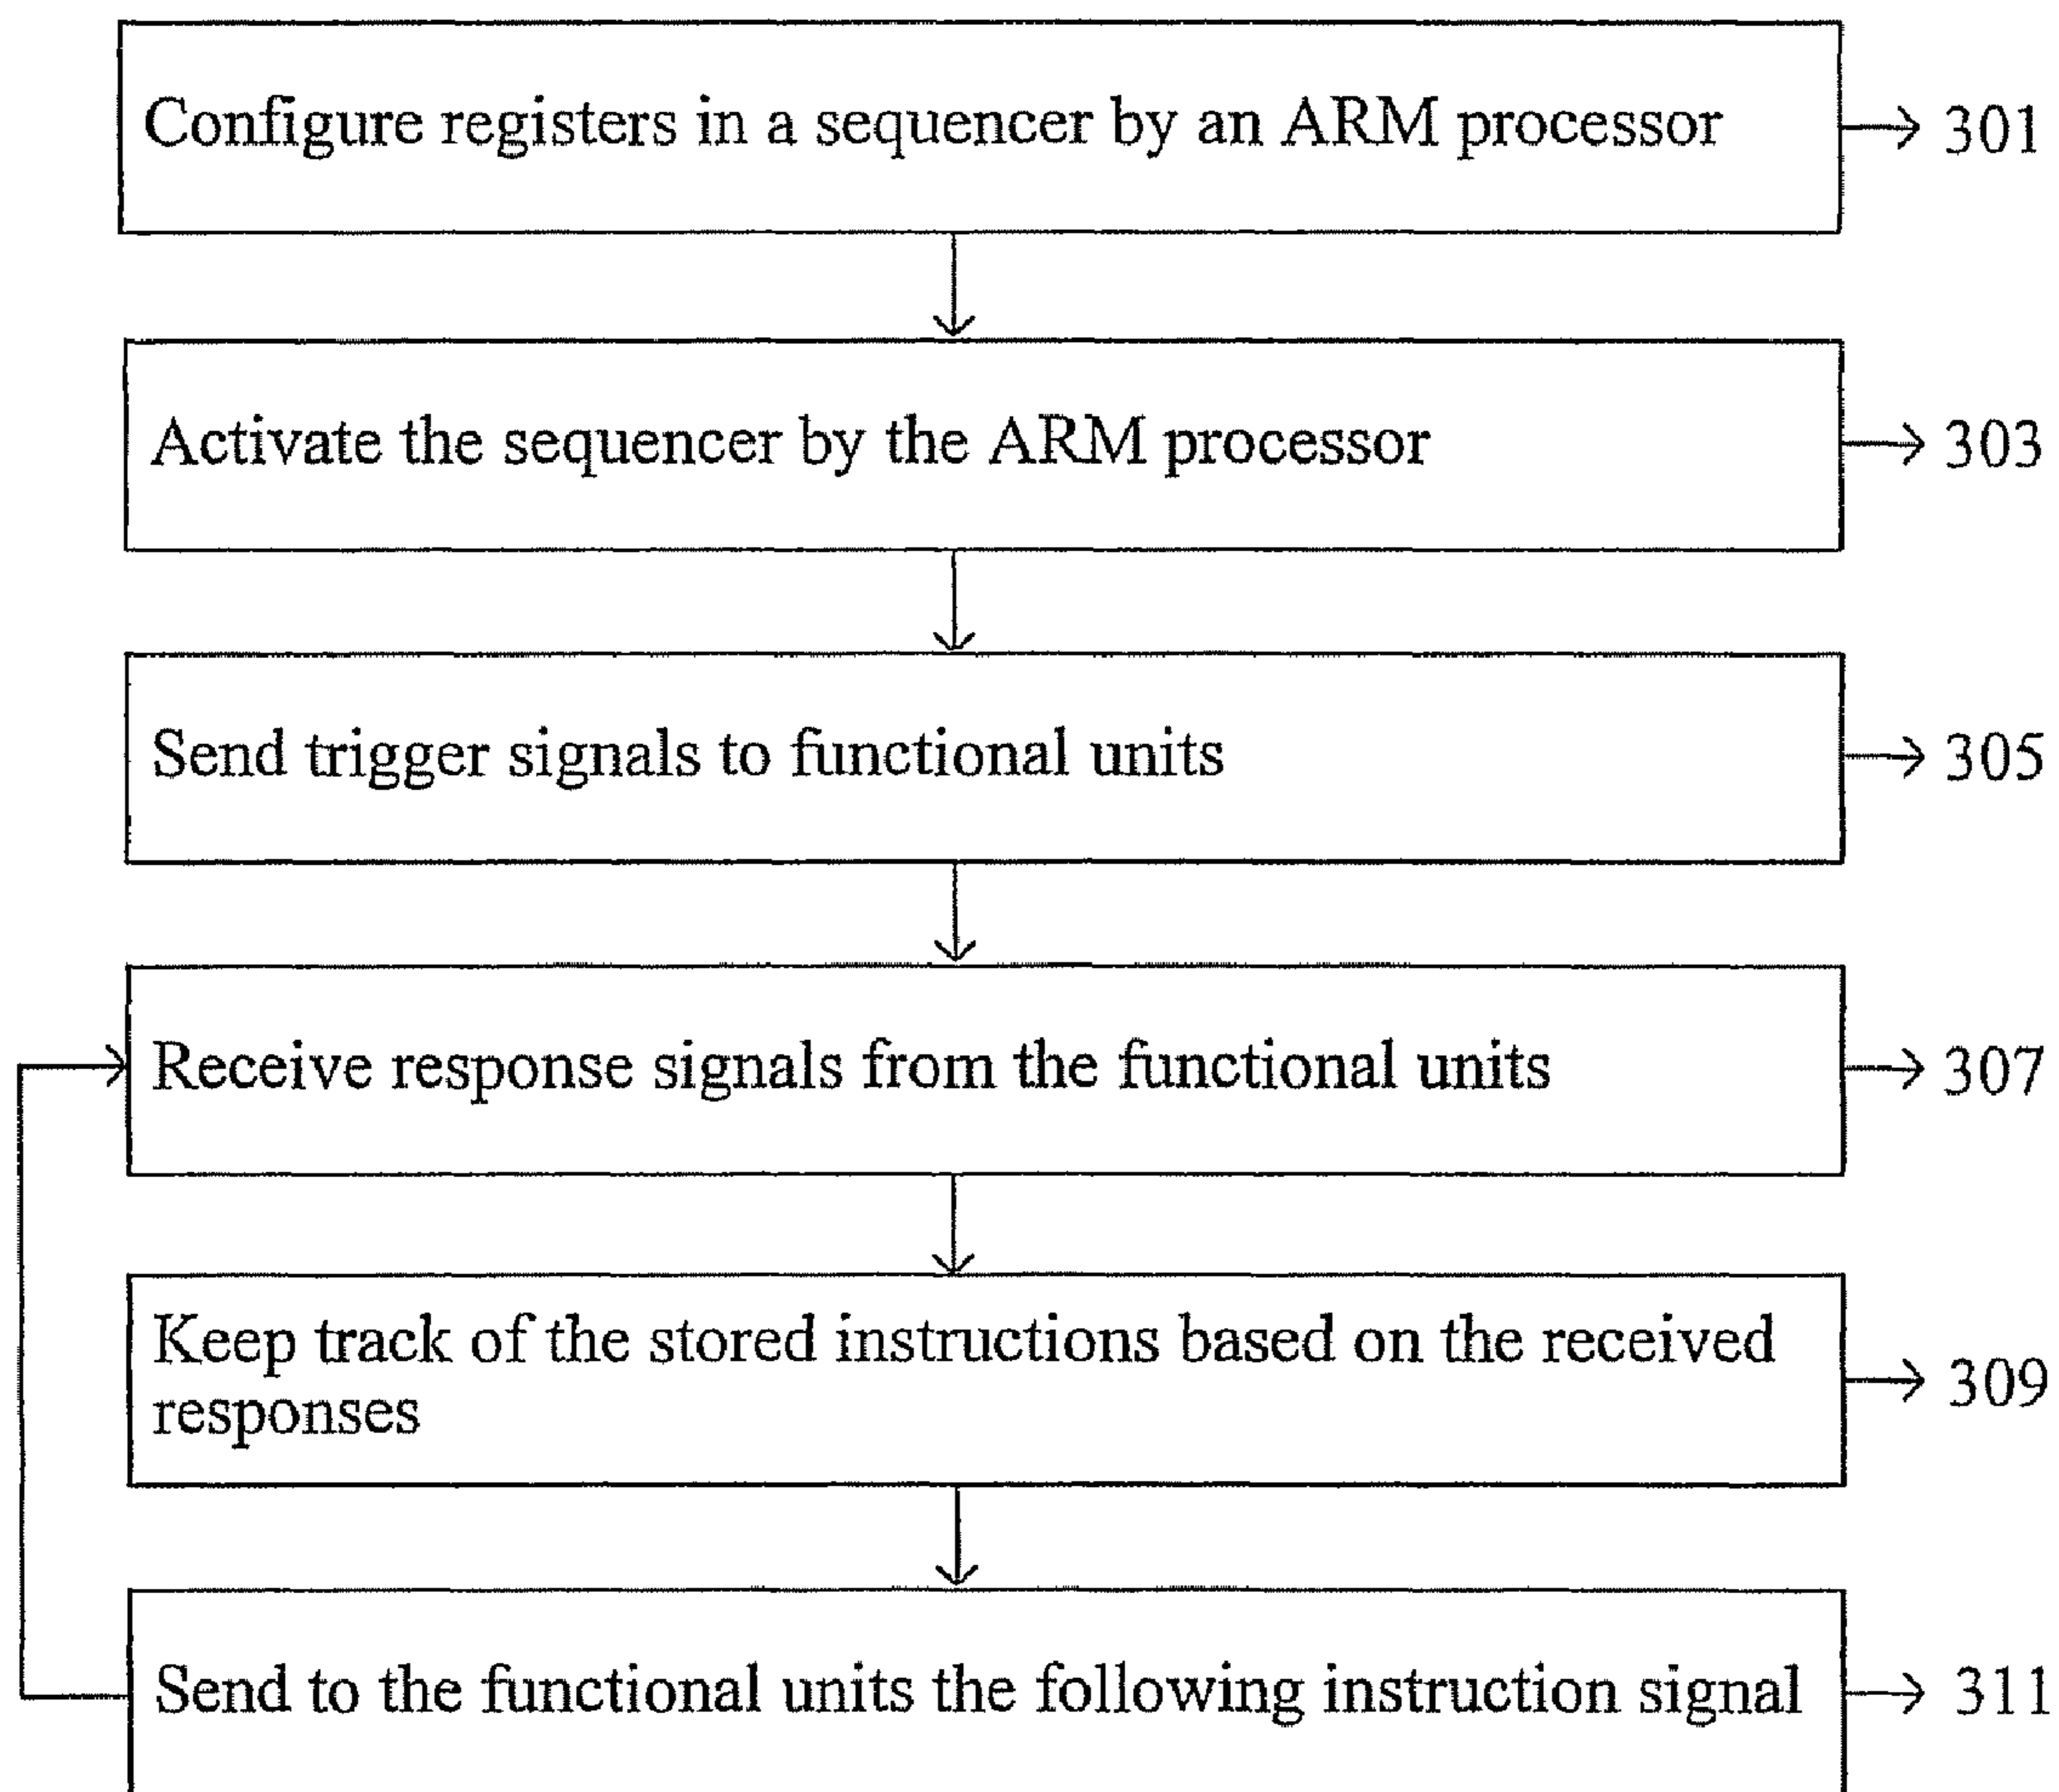 Configure registers in a sequencer by an ARM processor
301
Activate the sequencer by the ARM processor
303
Send trigger signals to functional units
305
Receive response signals from the functional units
307
Keep track of the stored instructions based on the received
responses
309
Send to the functional units the following instruction signal
311